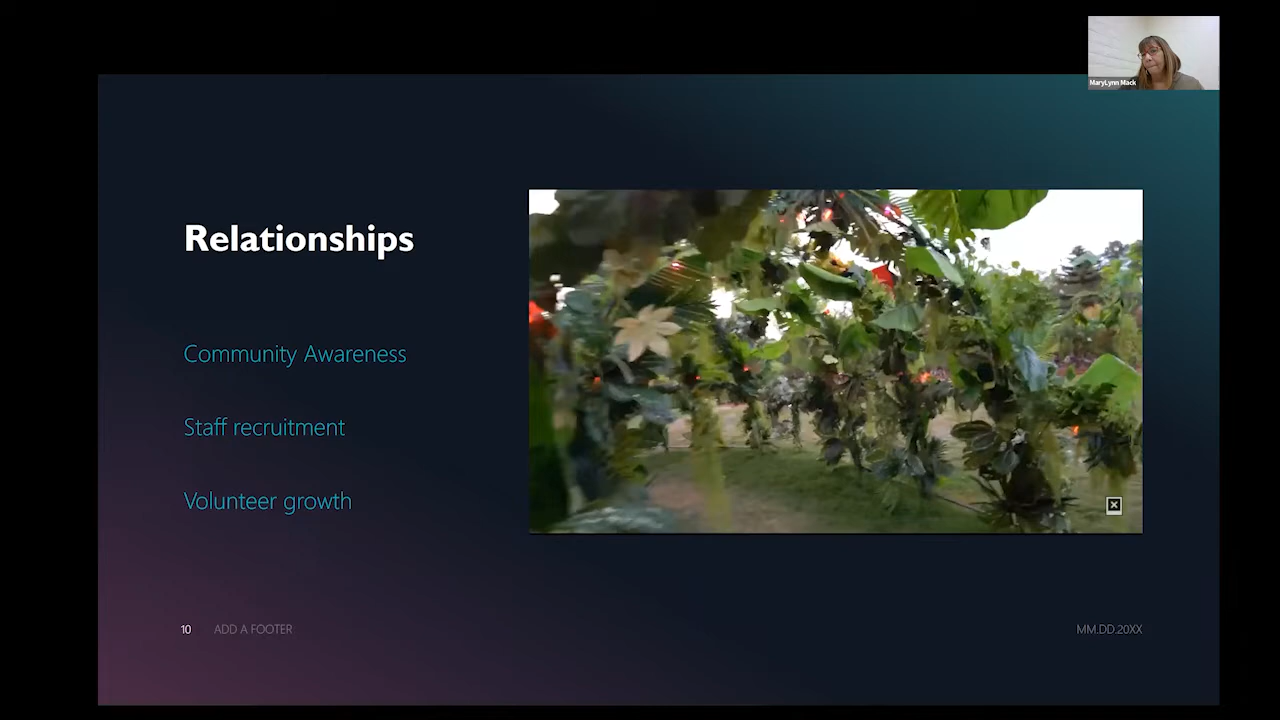 MaryLynn Mack
Relationships
Community Awareness
Staff recruitment
Volunteer growth
10 ADD A FOOTER MM.DD.20XX